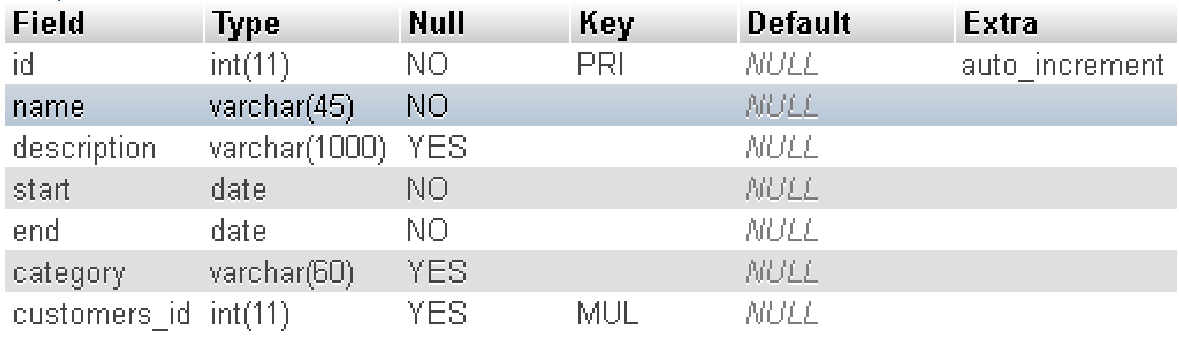 Field Type Null Key Default Extra
id int(11) NO PRI NULL auto_increment
name varchar(45) NO NULL
description varchar(1000) YES NULL
start date NO NULL
end date NO NULL
category varchar(60) YES NULL
customers_id int(11) YES MUL NULL